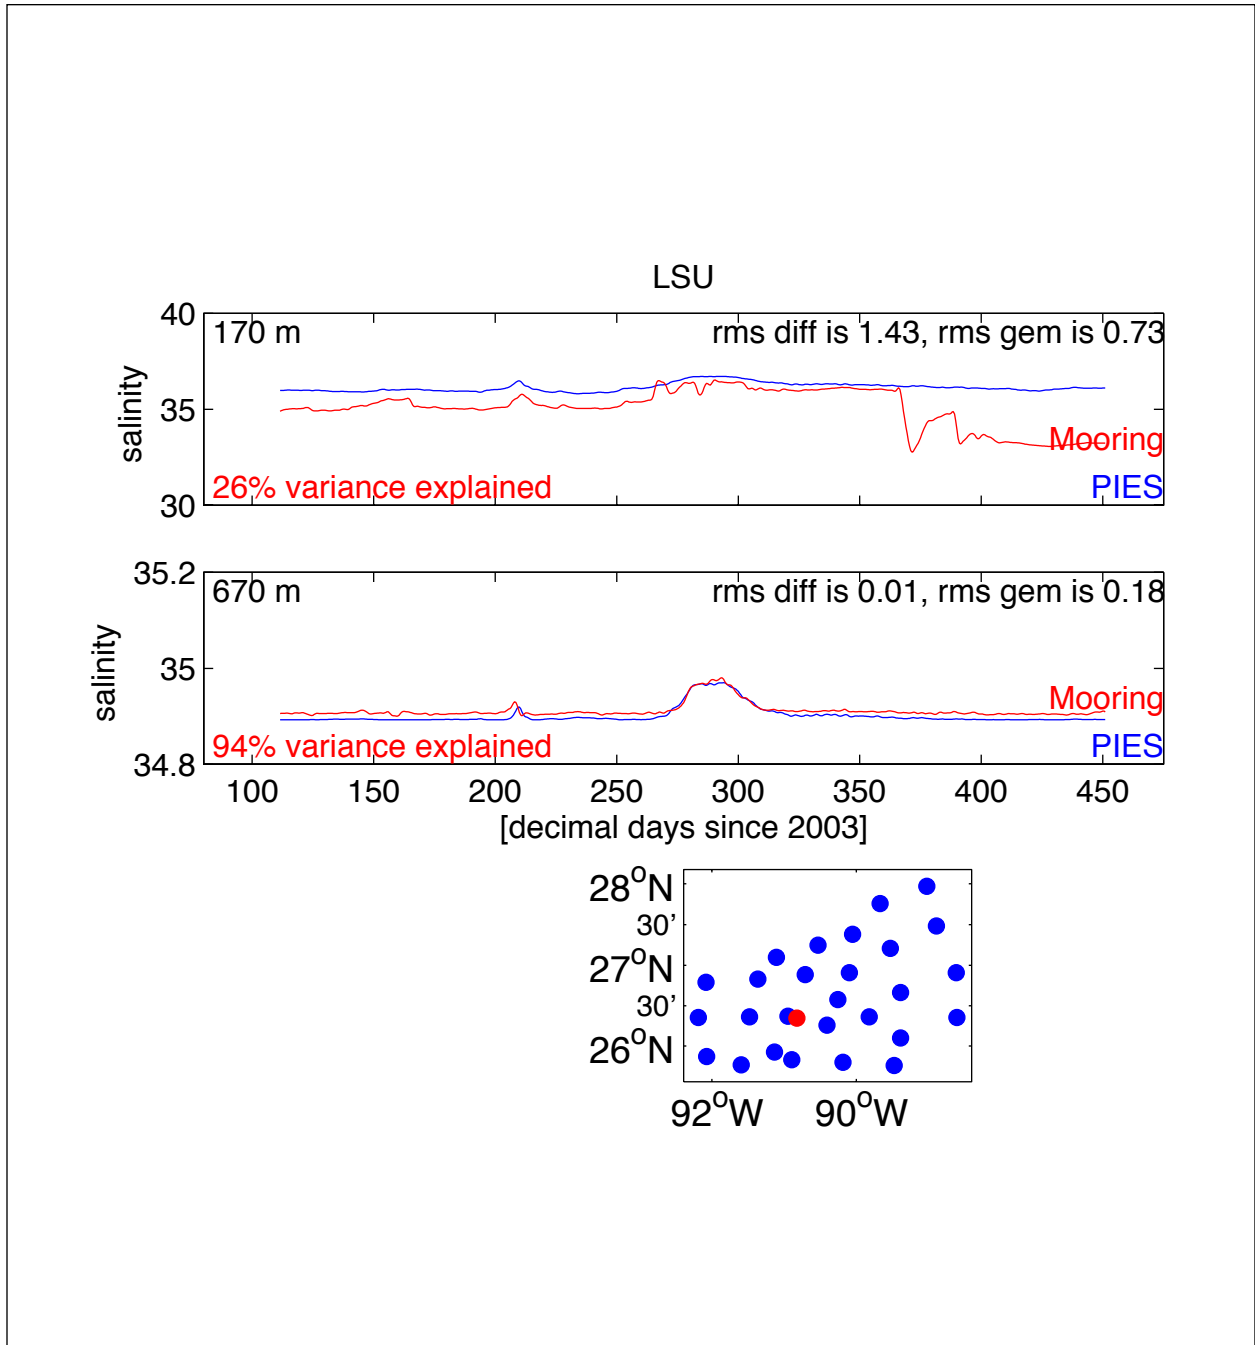 LSU
40
170 m
rms diff is 1.43, rms gem is 0.73
salinity
35
Mooring
26% variance explained
PIES
30
35.2
670 m
rms diff is 0.01, rms gem is 0.18
salinity
35
Mooring
94% variance explained
PIES
34.8
100 150 200 250 300 350 400 450
[decimal days since 2003]
28°N
30'
27°N
30'
26°N
92°W 90°W